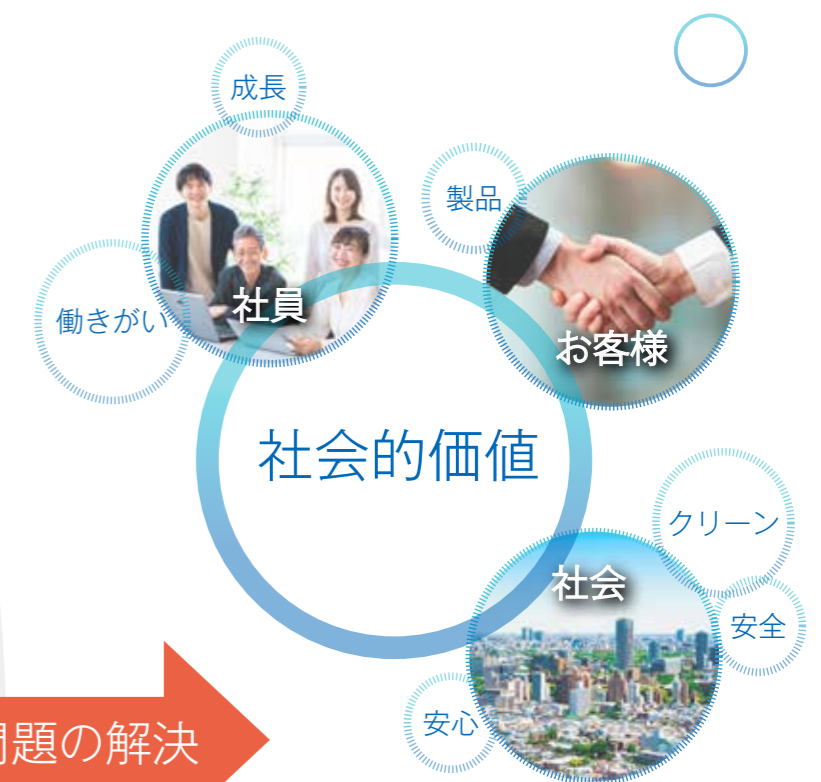 成長
製品
働きがい
社員
お客様
社会的価値
クリーン
社会
安全
安心
題の解決